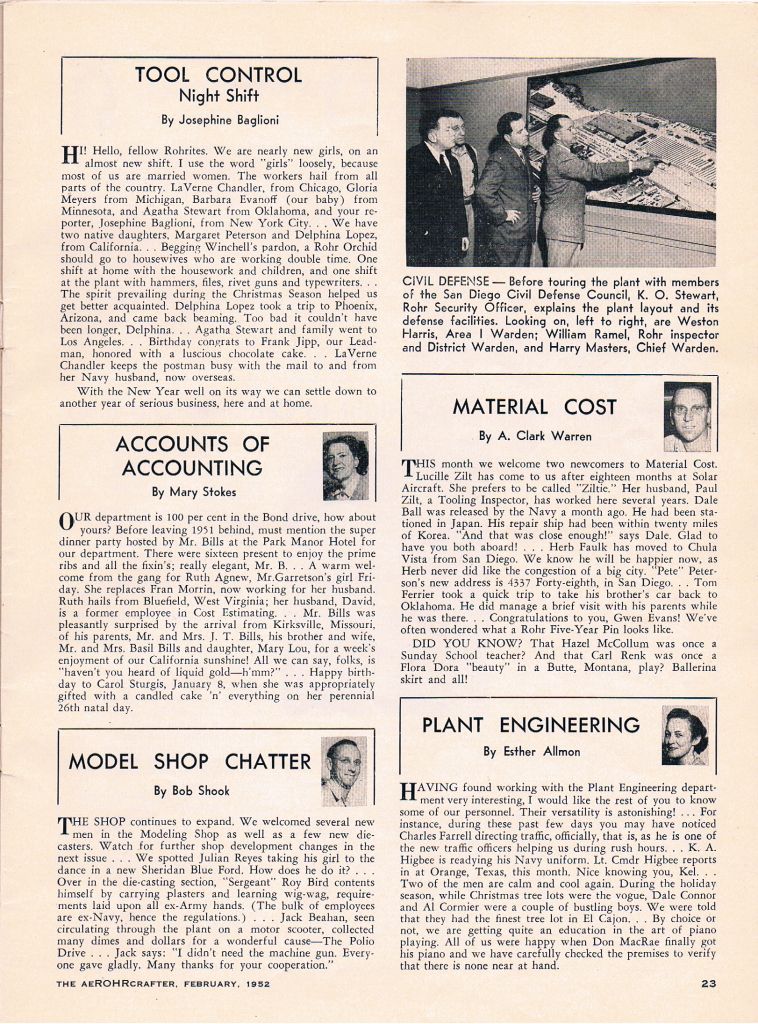 TOOL CONTROL
Night Shift
By Josephine Baglioni
HI! Hello, fellow Rohrites. We are nearly new girls, on an
almost new shift. I use the word "girls" loosely, because
most of us are married women. The workers hail from all
parts of the country. LaVerne Chandler, from Chicago, Gloria
Meyers from Michigan, Barbara Evanoff (our baby) from
Minnesota, and Agatha Stewart from Oklahoma, and your re-
porter, Josephine Baglioni, from New York City. . . We have
two native daughters, Margaret Peterson and Delphina Lopez,
from California. . . Begging Winchell's pardon, a Rohr Orchid
should go to housewives who are working double time. One
shift at home with the housework and children, and one shift
at the plant with hammers, files, rivet guns and typewriters. . .
The spirit prevailing during the Christmas Season helped us
get better acquainted. Delphina Lopez took a trip to Phoenix,
Arizona, and came back beaming. Too bad it couldn't have
been longer, Delphina. . . Agatha Stewart and family went to
Los Angeles. . . Birthday congrats to Frank Jipp, our Lead-
man, honored with a luscious chocolate cake. . . LaVerne
Chandler keeps the postman busy with the mail to and from
her Navy husband, now overseas.
With the New Year well on its way we can settle down to
another year of serious business, here and at home.
ACCOUNTS OF
ACCOUNTING
By Mary Stokes
OUR department is 100 per cent in the Bond drive, how about
yours? Before leaving 1951 behind, must mention the super
dinner party hosted by Mr. Bills at the Park Manor Hotel for
our department. There were sixteen present to enjoy the prime
ribs and all the fixin's; really elegant, Mr. B. . . A warm wel-
come from the gang for Ruth Agnew, Mr.Garretson's girl Fri-
day. She replaces Fran Morrin, now working for her husband.
Ruth hails from Bluefield, West Virginia; her husband, David,
is a former employee in Cost Estimating. . . Mr. Bills was
pleasantly surprised by the arrival from Kirksville, Missouri,
of his parents, Mr. and Mrs. J. T. Bills, his brother and wife,
Mr. and Mrs. Basil Bills and daughter, Mary Lou, for a week's
enjoyment of our California sunshine! All we can say, folks, is
"haven't you heard of liquid gold—h'mm?" . . . Happy birth-
day to Carol Sturgis, January 8, when she was appropriately
gifted with a candled cake 'n' everything on her perennial
26th natal day.
MODEL SHOP CHATTER
By Bob Shook
THE SHOP continues to expand. We welcomed several new
men in the Modeling Shop as well as a few new die-
casters. Watch for further shop development changes in the
next issue . . . We spotted Julian Reyes taking his girl to the
dance in a new Sheridan Blue Ford. How does he do it? . . .
Over in the die-casting section, "Sergeant" Roy Bird contents
himself by carrying plasters and learning wig-wag, require-
ments laid upon all ex-Army hands. (The bulk of employees
are ex-Navy, hence the regulations.) . . . Jack Beahan, seen
circulating through the plant on a motor scooter, collected
many dimes and dollars for a wonderful cause—The Polio
Drive . . . Jack says: "I didn't need the machine gun. Every-
one gave gladly. Many thanks for your cooperation."
CIVIL DEFENSE — Before touring the plant with members
of the San Diego Civil Defense Council, K. O. Stewart,
Rohr Security Officer, explains the plant layout and its
defense facilities. Looking on, left to right, are Weston
Harris, Area I Warden; William Ramel, Rohr inspector
and District Warden, and Harry Masters, Chief Warden.
MATERIAL COST
By A. Clark Warren
THIS month we welcome two newcomers to Material Cost.
Lucille Zilt has come to us after eighteen months at Solar
Aircraft. She prefers to be called "Ziltie." Her husband, Paul
Zilt, a Tooling Inspector, has worked here several years. Dale
Ball was released by the Navy a month ago. He had been sta-
tioned in Japan. His repair ship had been within twenty miles
of Korea. "And that was close enough!" says Dale. Glad to
have you both aboard! . . . Herb Faulk has moved to Chula
Vista from San Diego. We know he will be happier now, as
Herb never did like the congestion of a big city. "Pete" Peter-
son's new address is 4337 Forty-eighth, in San Diego. . . Tom
Ferrier took a quick trip to take his brother's car back to
Oklahoma. He did manage a brief visit with his parents while
he was there. . . Congratulations to you, Gwen Evans! We've
often wondered what a Rohr Five-Year Pin looks like.
DID YOU KNOW? That Hazel McCollum was once a
Sunday School teacher? And that Carl Renk was once a
Flora Dora "beauty" in a Butte, Montana, play? Ballerina
skirt and all!
PLANT ENGINEERING
By Esther Allmon
HAVING found working with the Plant Engineering depart-
ment very interesting, I would like the rest of you to know
some of our personnel. Their versatility is astonishing! . . . For
instance, during these past few days you may have noticed
Charles Farrell directing traffic, officially, that is, as he is one of
the new traffic officers helping us during rush hours. . . K. A.
Higbee is readying his Navy uniform. Lt. Cmdr Higbee reports
in at Orange, Texas, this month. Nice knowing you, Kel. . .
Two of the men are calm and cool again. During the holiday
season, while Christmas tree lots were the vogue, Dale Connor
and Al Cormier were a couple of bustling boys. We were told
that they had the finest tree lot in El Cajon. . . By choice or
not, we are getting quite an education in the art of piano
playing. All of us were happy when Don MacRae finally got
his piano and we have carefully checked the premises to verify
that there is none near at hand.
THE AEROHRCRAFTER, FEBRUARY, 1952
23